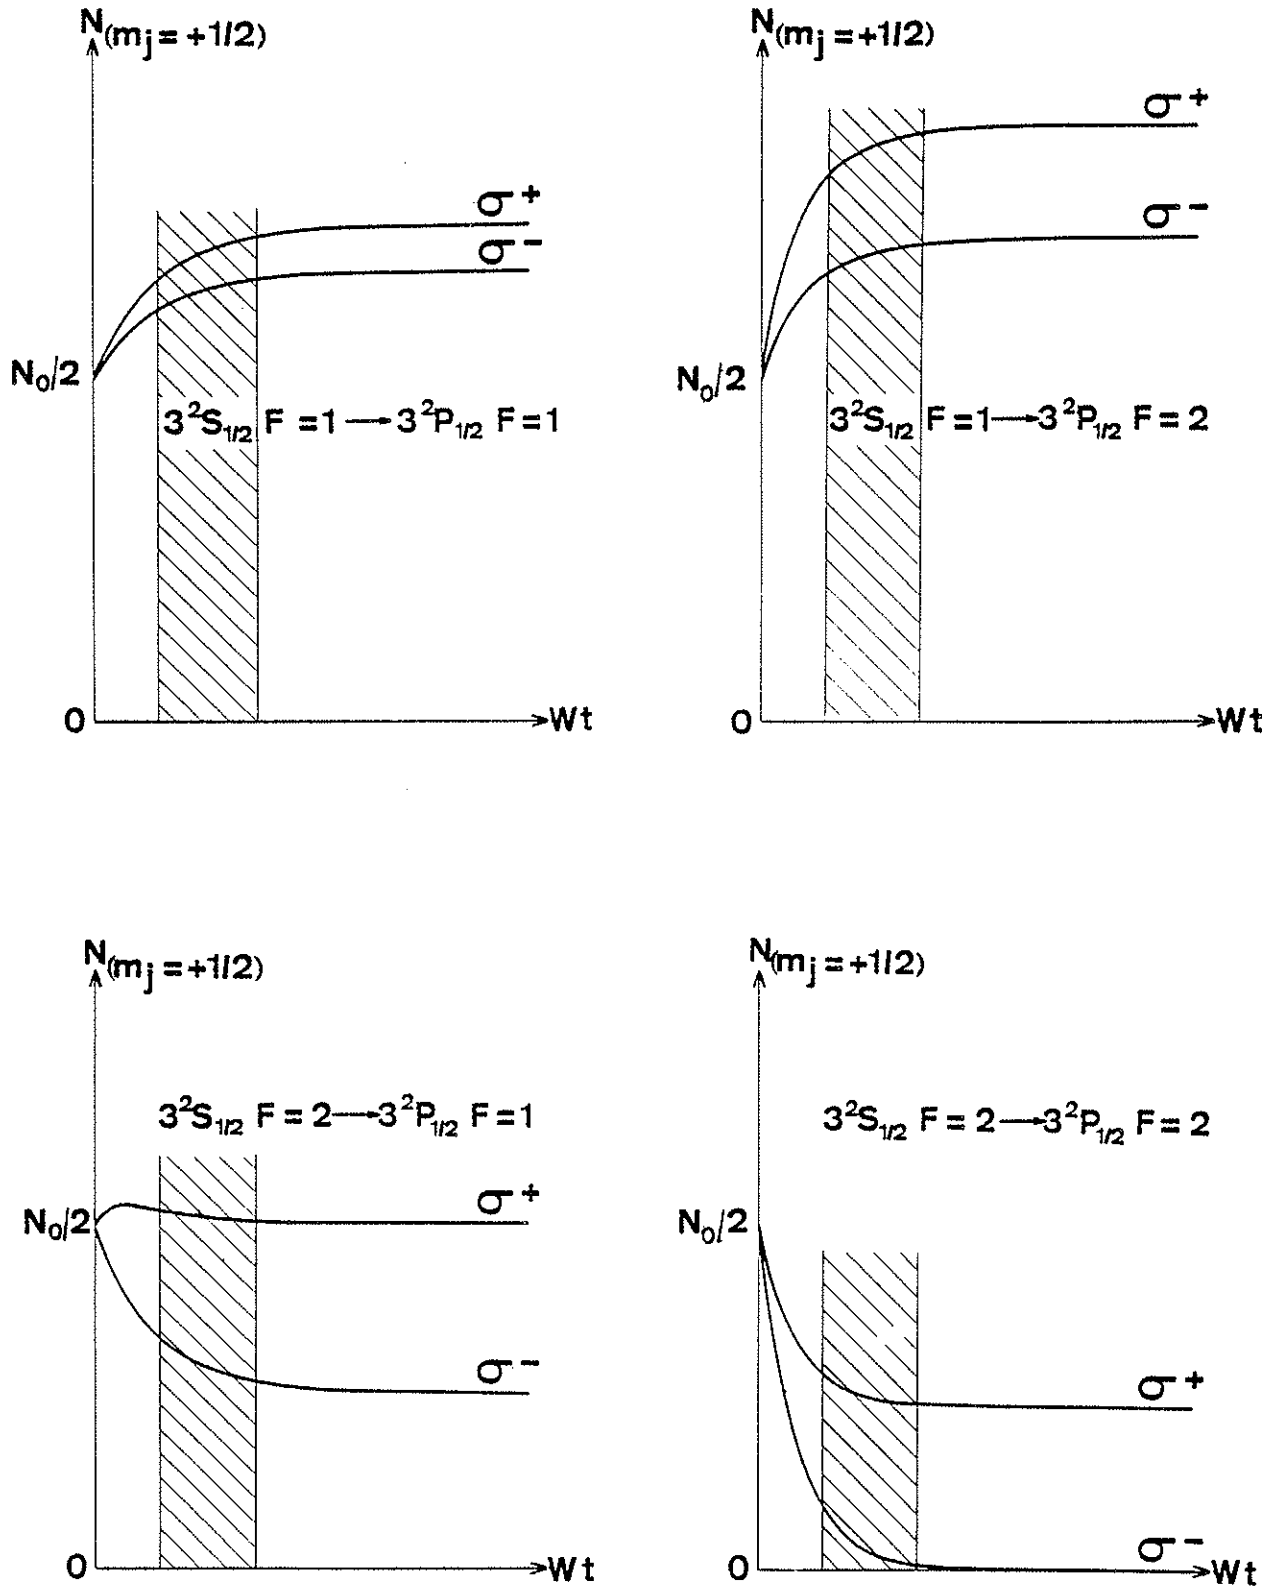 N(mj = +1/2)
σ+
σ-
N0/2
3²S1/2 F = 1 → 3²P1/2 F = 1
0
Wt
N(mj = +1/2)
σ+
σ-
N0/2
3²S1/2 F = 1 → 3²P1/2 F = 2
0
Wt
N(mj = +1/2)
3²S1/2 F = 2 → 3²P1/2 F = 1
σ+
N0/2
σ-
0
Wt
N(mj = +1/2)
3²S1/2 F = 2 → 3²P1/2 F = 2
N0/2
σ+
σ-
0
Wt